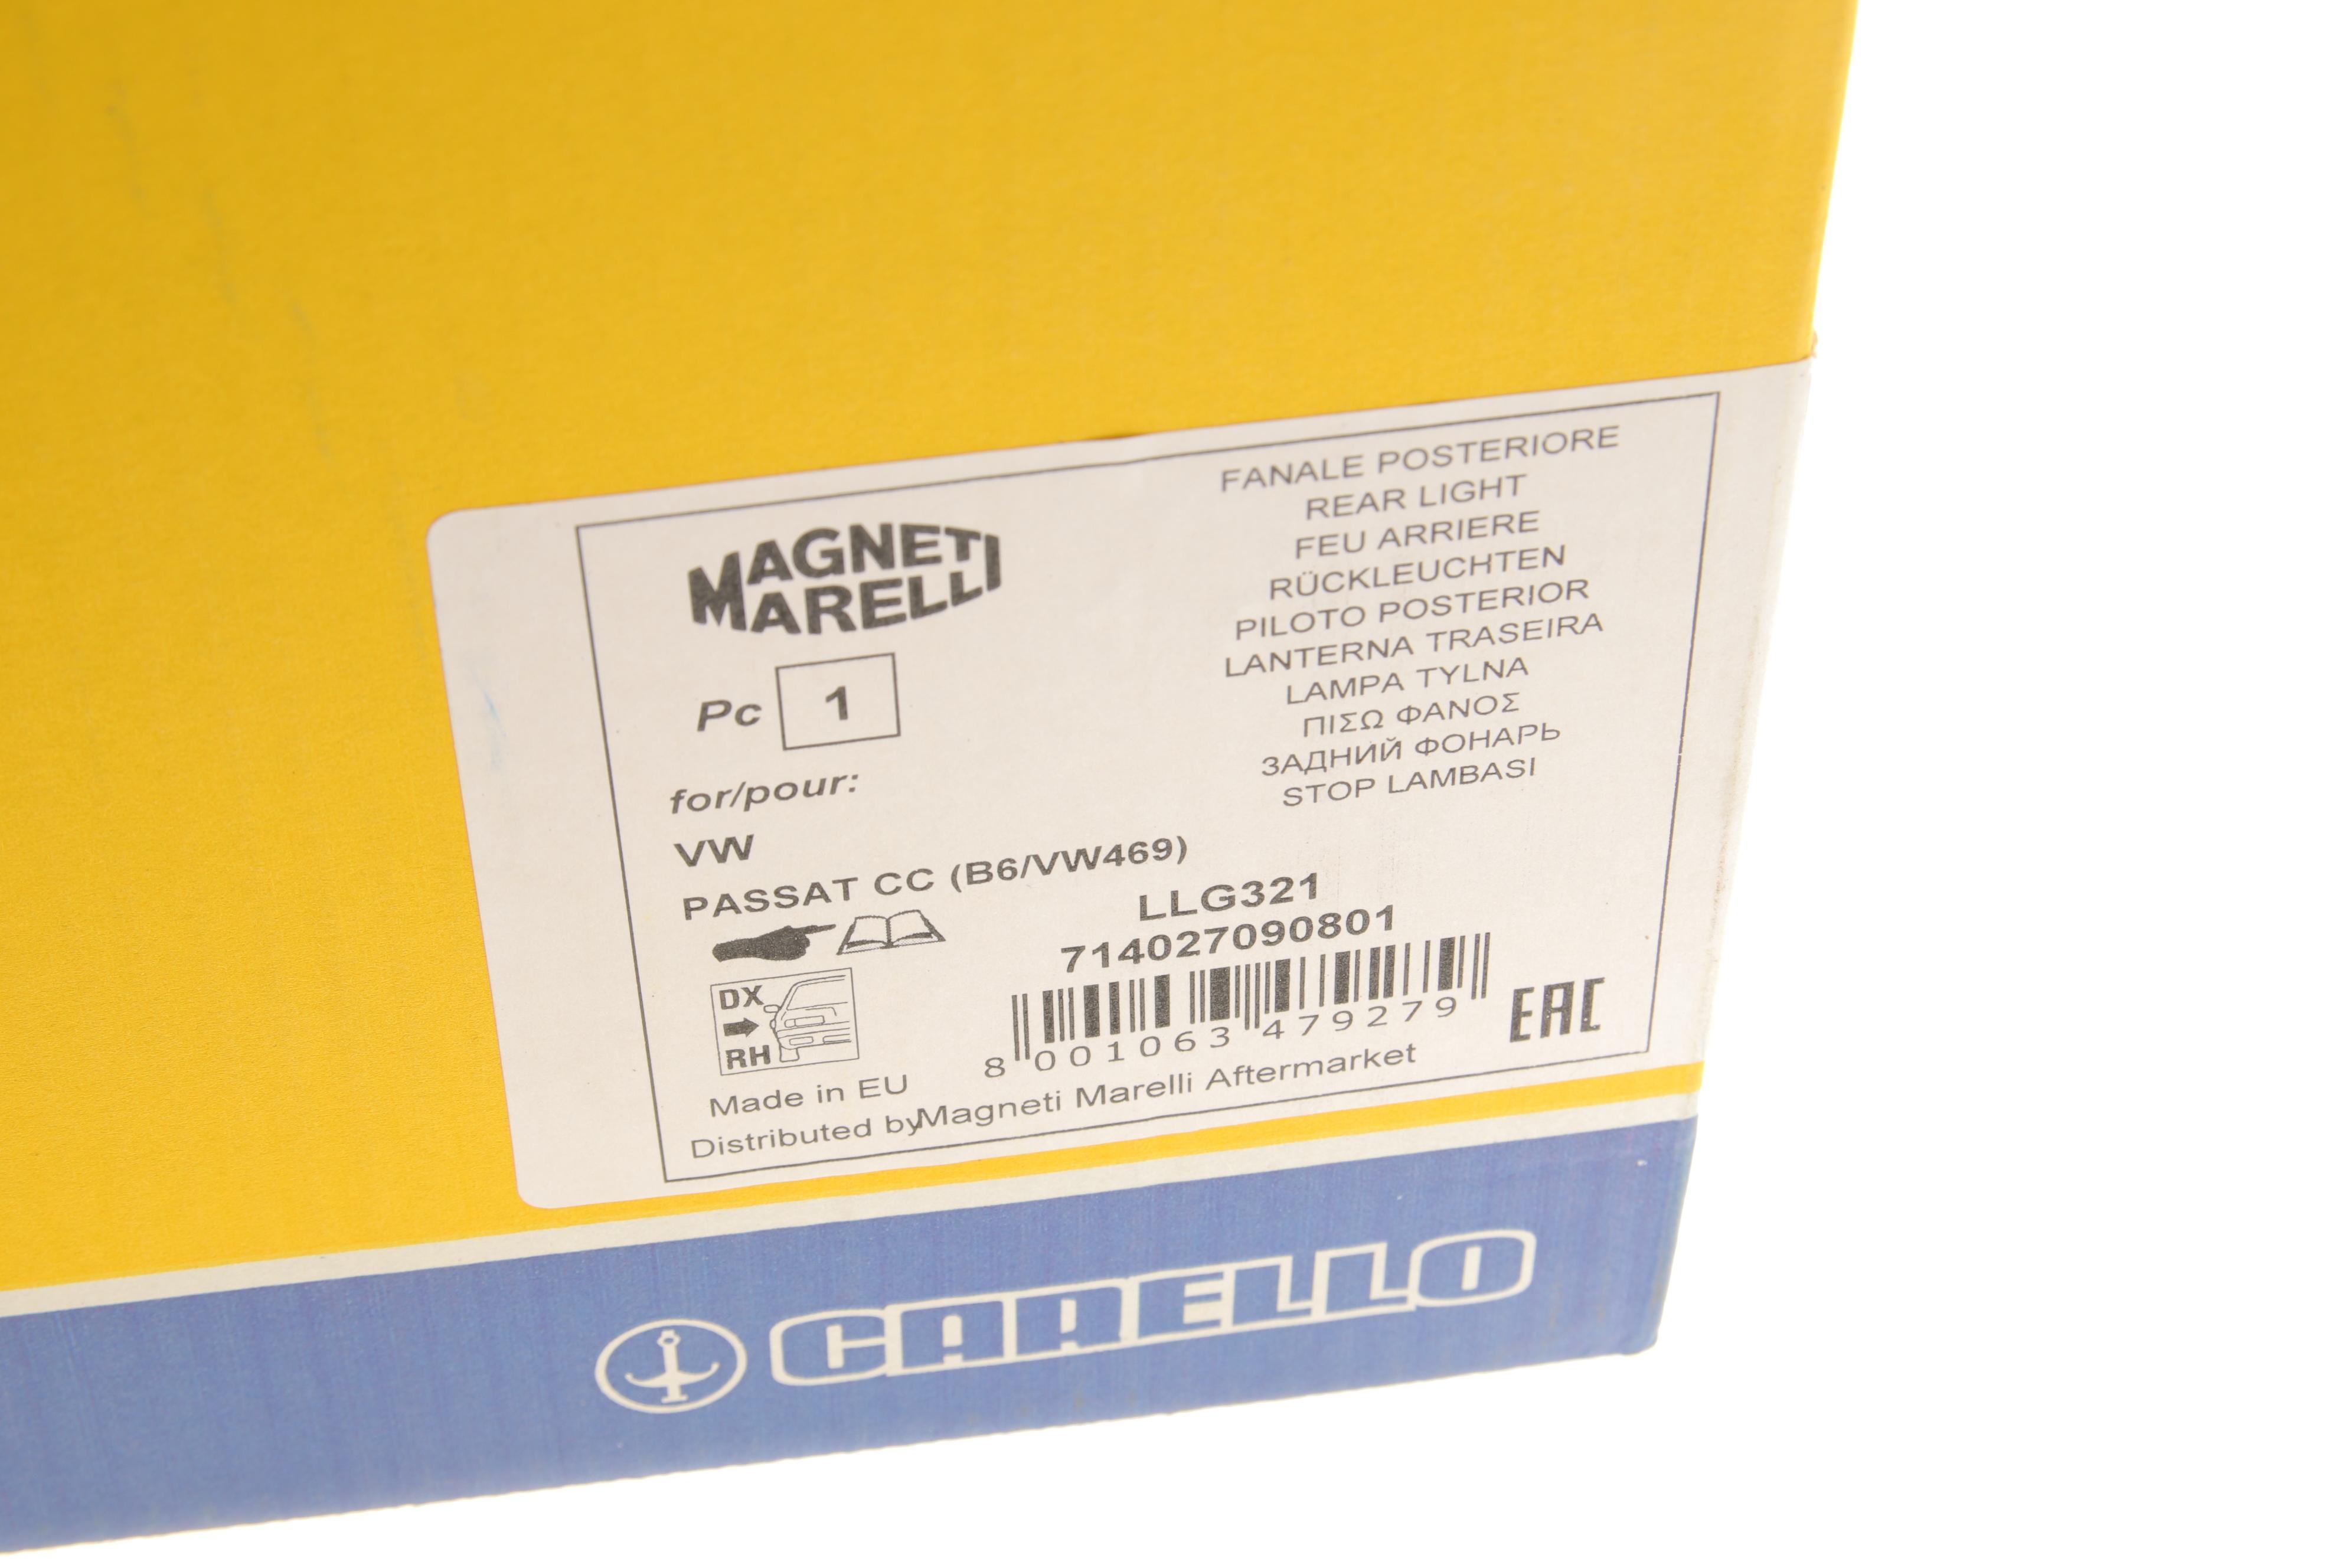 MAGNETI
MARELLI
Pc 1
for/pour:
VW
PASSAT CC (B6/VW469)
FANALE POSTERIORE
REAR LIGHT
FEU ARRIERE
RÜCKLEUCHTEN
PILOTO POSTERIOR
LANTERNA TRASEIRA
LAMPA TYLNA
ΠΙΣΩ ΦΑΝΟΣ
ЗАДНИЙ ФОНАРЬ
STOP LAMBASI
LLG321
714027090801
8 001063 479279
DX
RH
EAC
Made in EU
Distributed byMagneti Marelli Aftermarket
CARELLO